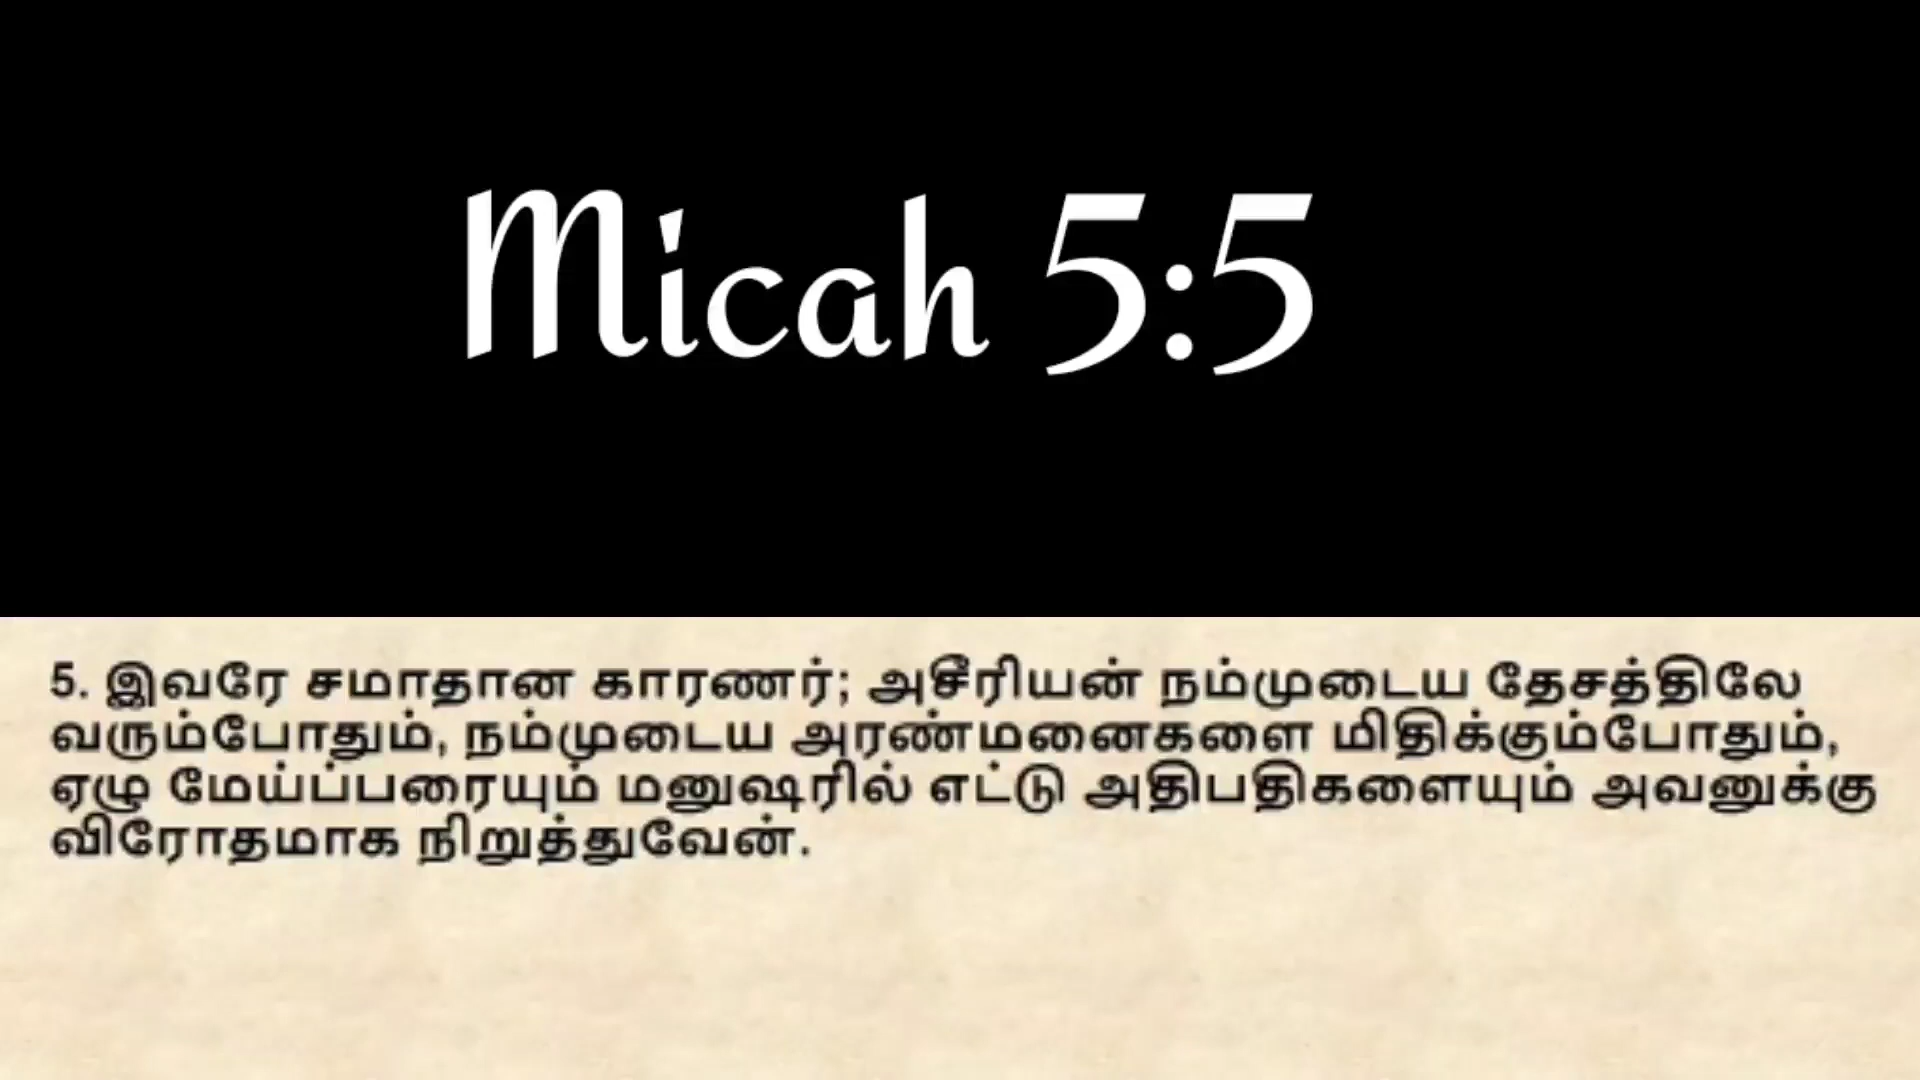 Micah 5:5
5. இவரே சமாதான காரணர்; அசீரியன் நம்முடைய தேசத்திலே
வரும்போதும், நம்முடைய அரண்மனைகளை மிதிக்கும்போதும்,
ஏழு மேய்ப்பரையும் மனுஷரில் எட்டு அதிபதிகளையும் அவனுக்கு
விரோதமாக நிறுத்துவேன்.